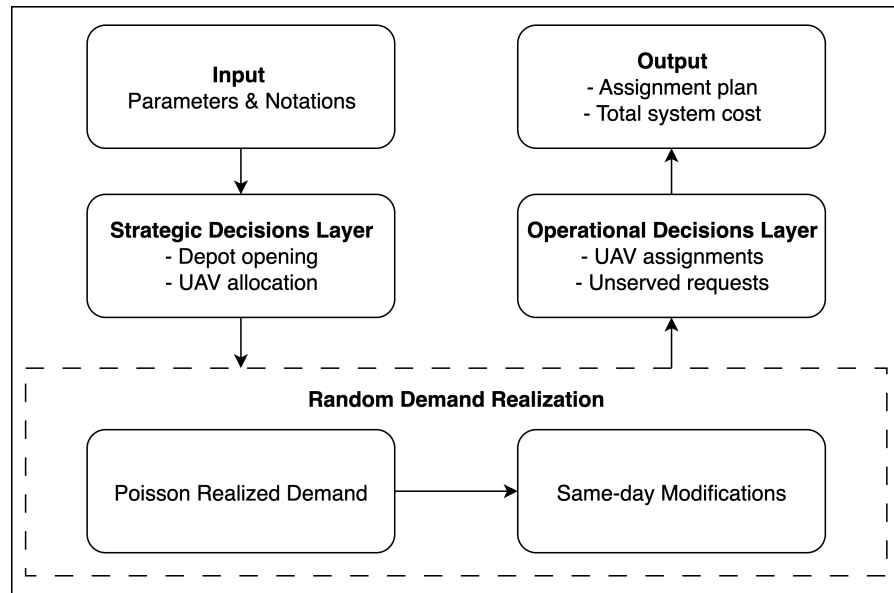 Input
Parameters & Notations
Strategic Decisions Layer
- Depot opening
- UAV allocation
Random Demand Realization
Poisson Realized Demand
Same-day Modifications
Operational Decisions Layer
- UAV assignments
- Unserved requests
Output
- Assignment plan
- Total system cost